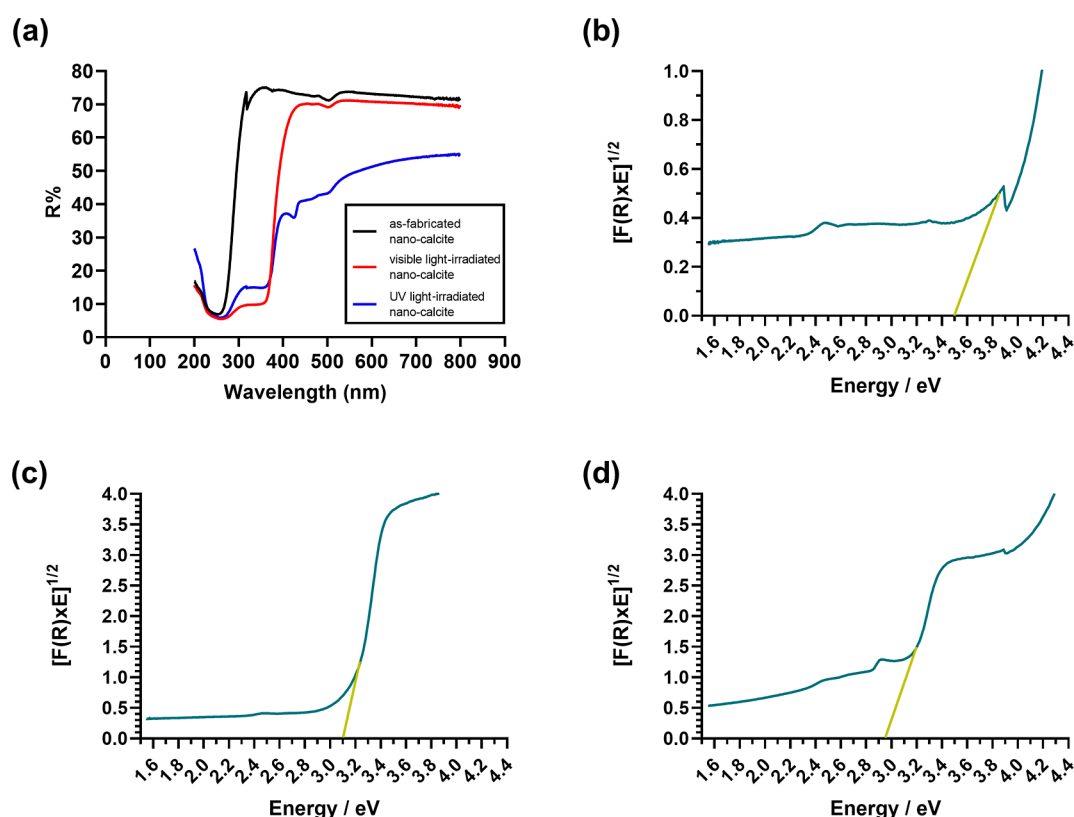 (a)
80
70
60
50
40
30
20
10
0
R%
0 100 200 300 400 500 600 700 800 900
Wavelength (nm)
as-fabricated
nano-calcite
visible light-irradiated
nano-calcite
UV light-irradiated
nano-calcite
(b)
1.0
0.8
0.6
0.4
0.2
0.0
[F(R)xE]1/2
1.6 1.8 2.0 2.2 2.4 2.6 2.8 3.0 3.2 3.4 3.6 3.8 4.0 4.2 4.4
Energy / eV
(c)
4.0
3.5
3.0
2.5
2.0
1.5
1.0
0.5
0.0
[F(R)xE]1/2
1.6 1.8 2.0 2.2 2.4 2.6 2.8 3.0 3.2 3.4 3.6 3.8 4.0 4.2 4.4
Energy / eV
(d)
4.0
3.5
3.0
2.5
2.0
1.5
1.0
0.5
0.0
[F(R)xE]1/2
1.6 1.8 2.0 2.2 2.4 2.6 2.8 3.0 3.2 3.4 3.6 3.8 4.0 4.2 4.4
Energy / eV